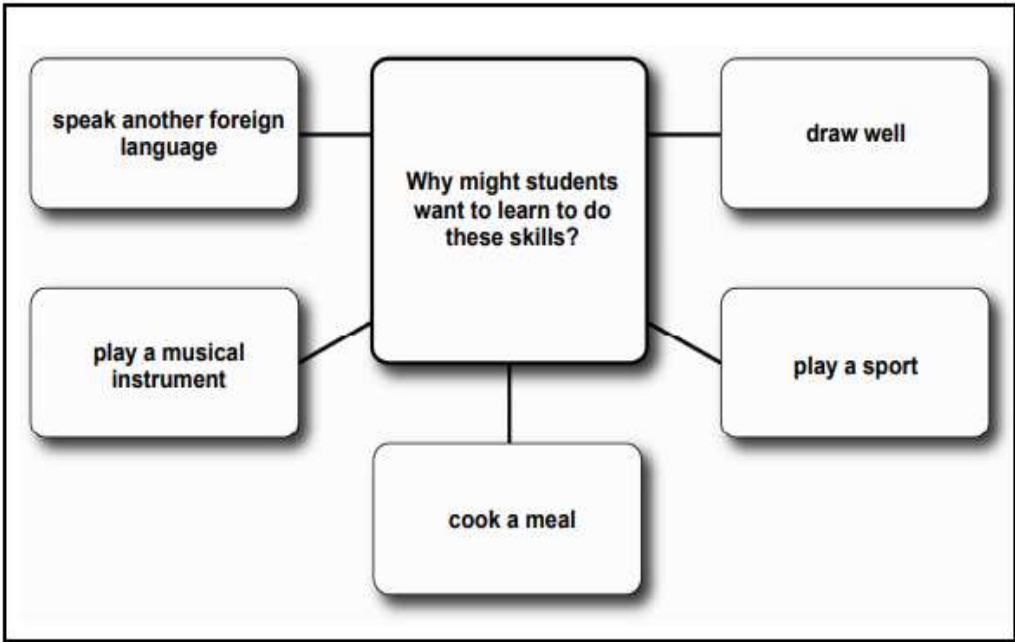 speak another foreign
language
Why might students
want to learn to do
these skills?
draw well
play a musical
instrument
play a sport
cook a meal